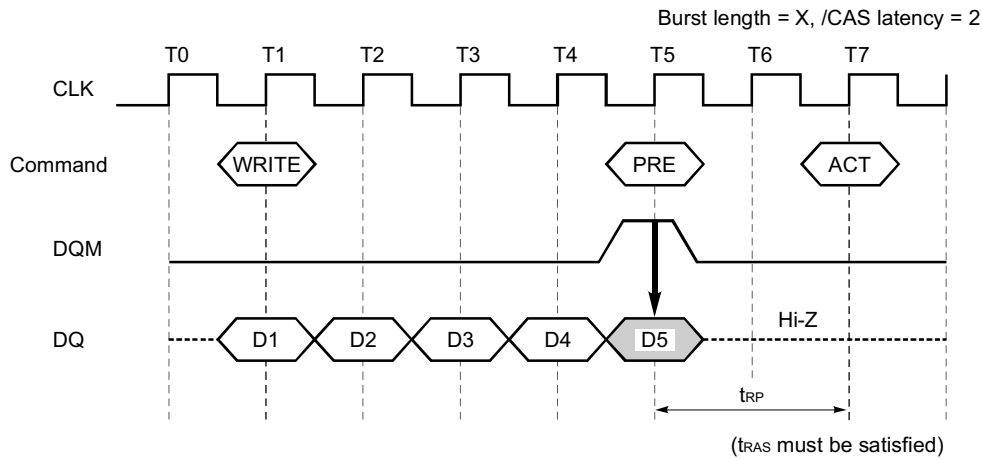 Burst length = X, /CAS latency = 2
T0 T1 T2 T3 T4 T5 T6 T7
CLK
Command WRITE PRE ACT
DQM
DQ D1 D2 D3 D4 D5 Hi-Z
tRP
(tRAS must be satisfied)